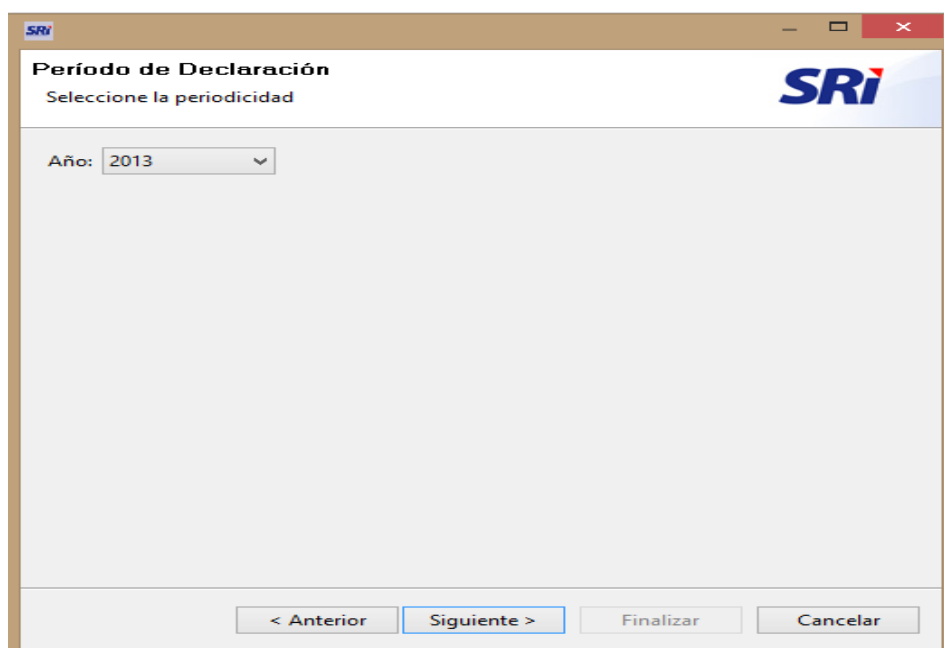 SRi
Período de Declaración
Seleccione la periodicidad
SRi
Año: 2013
< Anterior Siguiente > Finalizar Cancelar